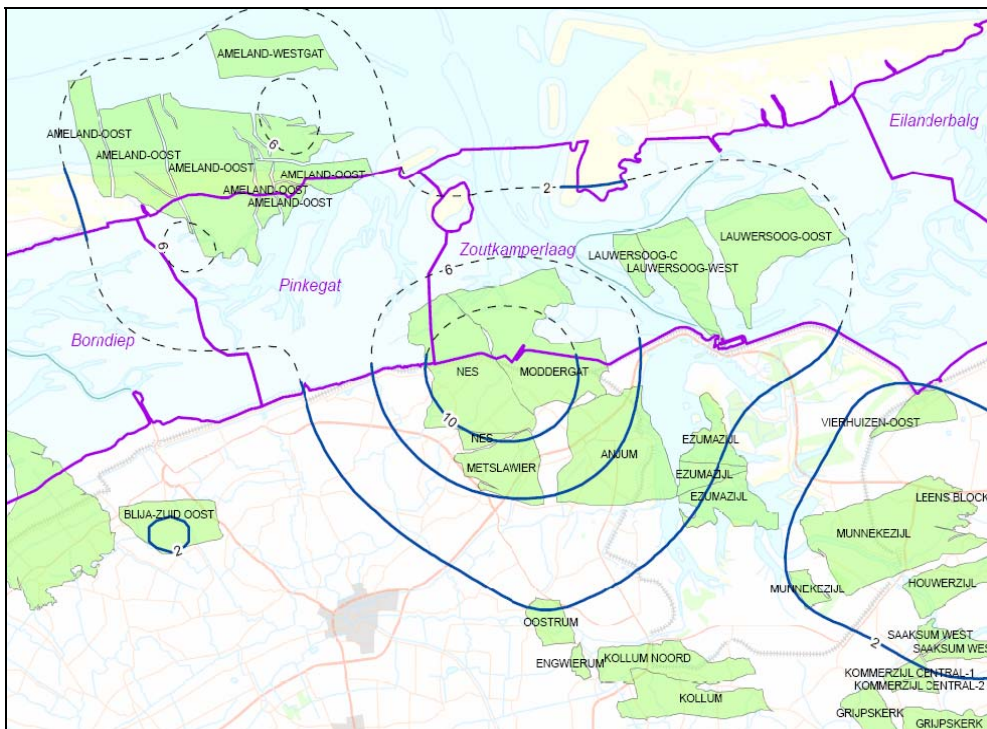 AMELAND-WESTGAT
Eilanderbalg
AMELAND-OOST
6
AMELAND-OOST
AMELAND-OOST
AMELAND-OOST
AMELAND-OOST
AMELAND-OOST
2
LAUWERSOOG-OOST
6
Zoutkamperlaag
LAUWERSOOG-C
LAUWERSOOG-WEST
6
Pinkegat
Borndiep
NES
MODDERGAT
10
VIERHUIZEN-OOST
NES
EZUMAZIJL
METSLAWIER
ANJUM
EZUMAZIJL
EZUMAZIJL
LEENS BLOCK
BLIJA-ZUID OOST
2
MUNNEKEZIJL
MUNNEKEZIJL
HOUWERZIJL
OOSTRUM
SAAKSUM WEST
2
SAAKSUM WES
ENGWIERUM
KOLLUM NOORD
KOMMERZIJL CENTRAL-1
KOMMERZIJL CENTRAL-2
KOLLUM
GRIJPSKERK
GRIJPSKERK